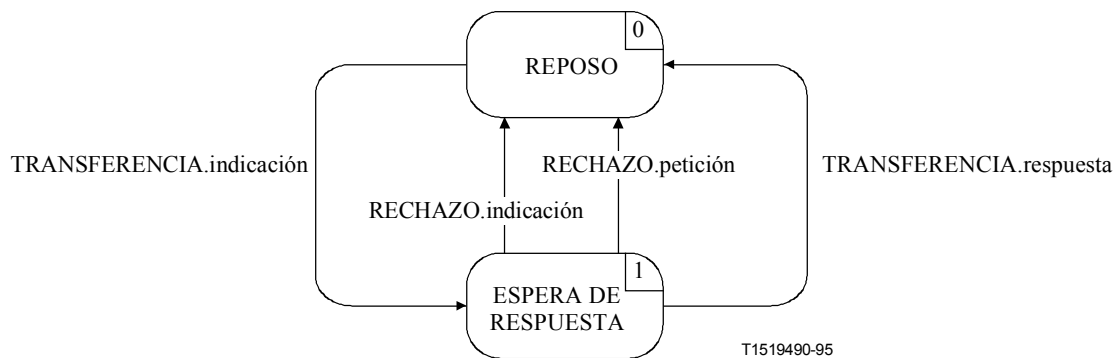 0
REPOSO
TRANSFERENCIA.indicación
RECHAZO.petición
TRANSFERENCIA.respuesta
RECHAZO.indicación
1
ESPERA DE
RESPUESTA
T1519490-95